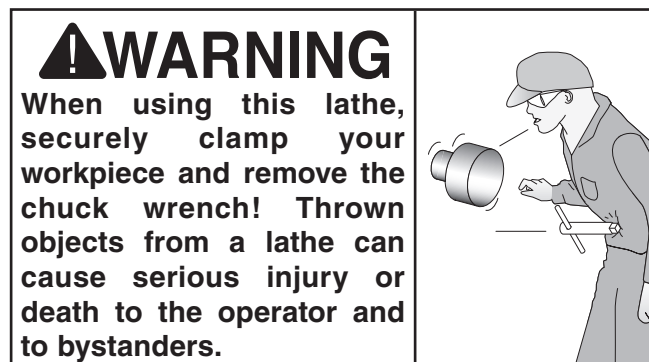 WARNING
When using this lathe,
securely clamp your
workpiece and remove the
chuck wrench! Thrown
objects from a lathe can
cause serious injury or
death to the operator and
to bystanders.